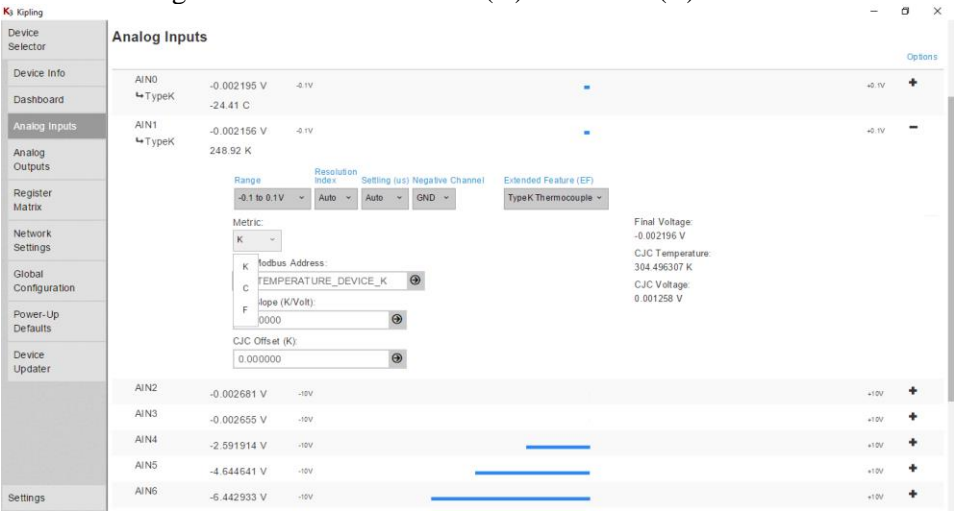 K3 Kipling
Device
Selector
Device Info
Dashboard
Analog Inputs
Analog
Outputs
Register
Matrix
Network
Settings
Global
Configuration
Power-Up
Defaults
Device
Updater
Settings
Analog Inputs
Options
AIN0 -0.002195 V -0.1V +0.1V
↳TypeK
-24.41 C
AIN1 -0.002156 V -0.1V +0.1V
↳TypeK
248.92 K
Range Resolution Index Settling (us) Negative Channel Extended Feature (EF)
-0.1 to 0.1V Auto Auto GND TypeK Thermocouple
Metric:
K
K
C
F
Modbus Address:
TEMPERATURE_DEVICE_K
lope (K/Volt):
0000
CJC Offset (K):
0.000000
Final Voltage:
-0.002196 V
CJC Temperature:
304.496307 K
CJC Voltage:
0.001258 V
AIN2 -0.002681 V -10V +10V
AIN3 -0.002655 V -10V +10V
AIN4 -2.591914 V -10V +10V
AIN5 -4.644641 V -10V +10V
AIN6 -6.442933 V -10V +10V